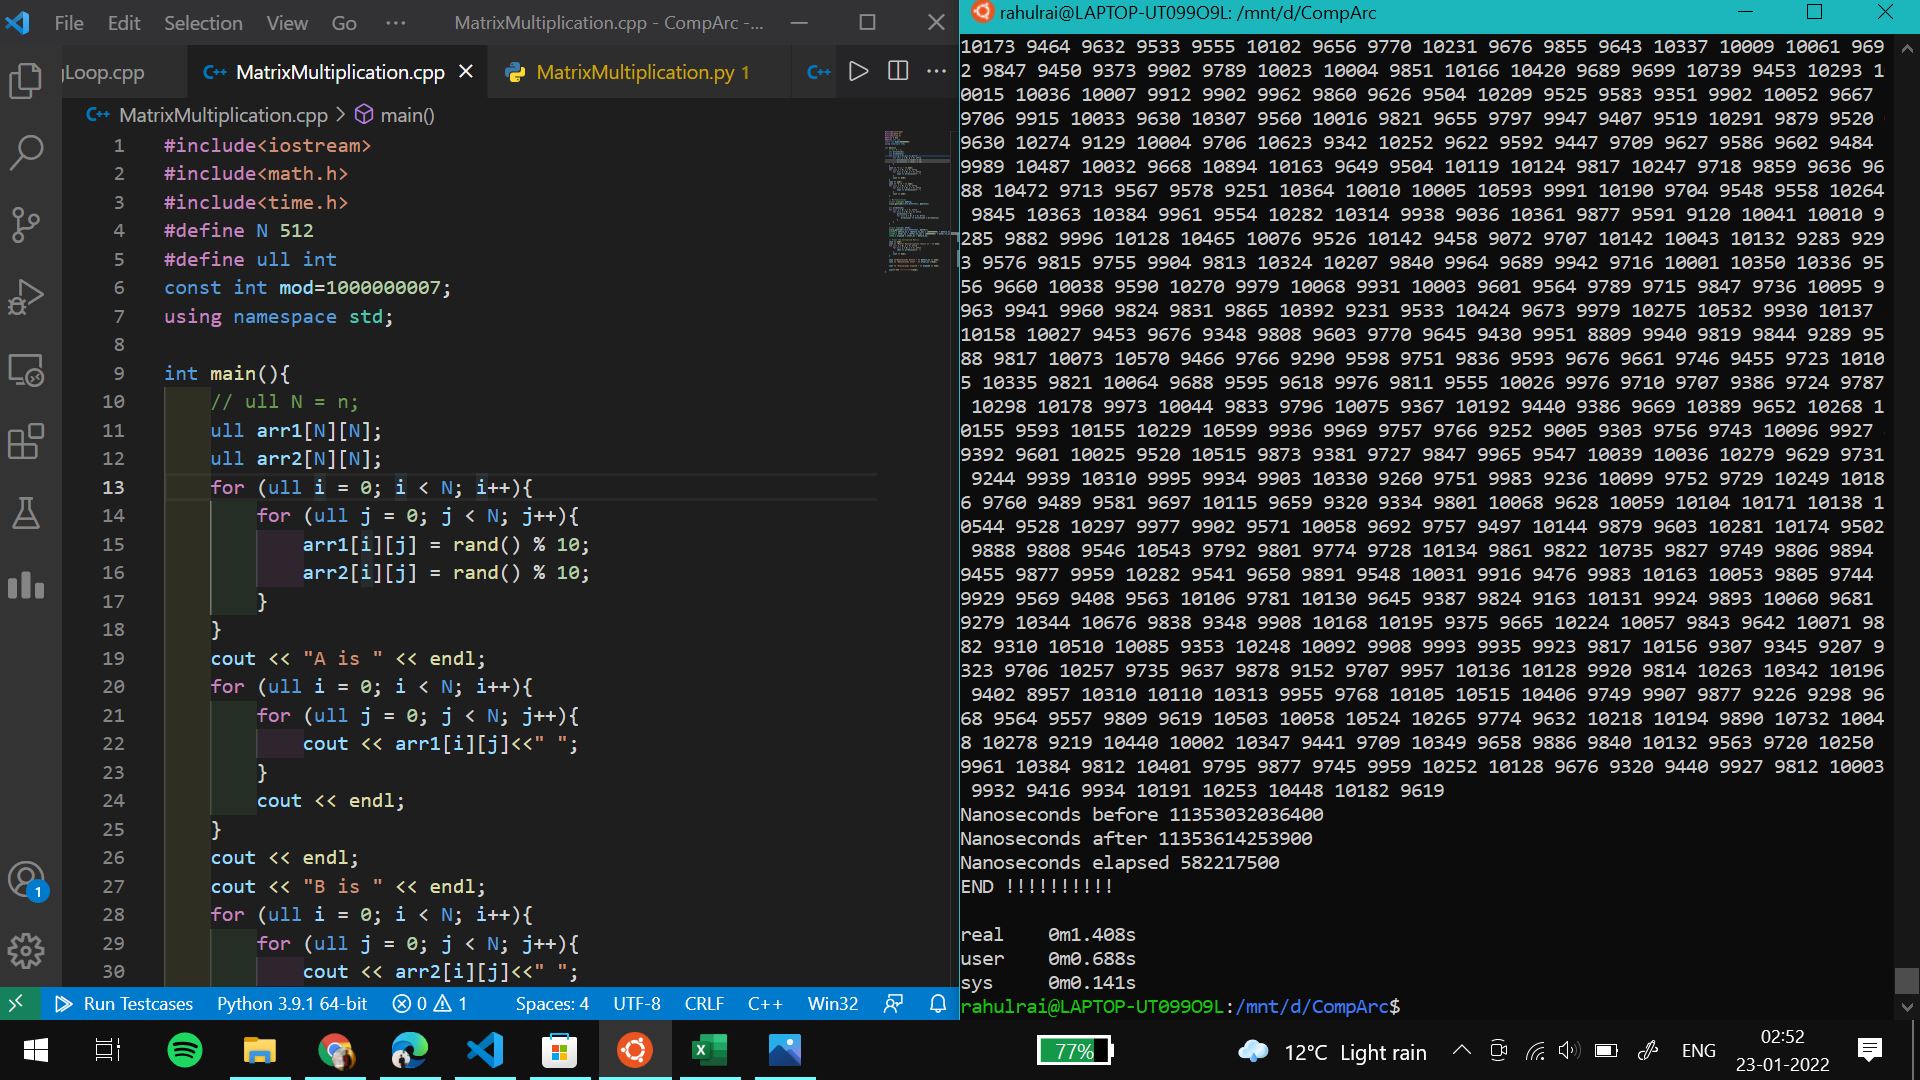 File Edit Selection View Go ··· MatrixMultiplication.cpp - CompArc -...
gLoop.cpp C++ MatrixMultiplication.cpp MatrixMultiplication.py 1 C++
C++ MatrixMultiplication.cpp > main()
1 #include<iostream>
2 #include<math.h>
3 #include<time.h>
4 #define N 512
5 #define ull int
6 const int mod=1000000007;
7 using namespace std;
8
9 int main(){
10 // ull N = n;
11 ull arr1[N][N];
12 ull arr2[N][N];
13 for (ull i = 0; i < N; i++){
14 for (ull j = 0; j < N; j++){
15 arr1[i][j] = rand() % 10;
16 arr2[i][j] = rand() % 10;
17 }
18 }
19 cout << "A is " << endl;
20 for (ull i = 0; i < N; i++){
21 for (ull j = 0; j < N; j++){
22 cout << arr1[i][j]<<" ";
23 }
24 cout << endl;
25 }
26 cout << endl;
27 cout << "B is " << endl;
28 for (ull i = 0; i < N; i++){
29 for (ull j = 0; j < N; j++){
30 cout << arr2[i][j]<<" ";
1
Run Testcases Python 3.9.1 64-bit 0 1 Spaces: 4 UTF-8 CRLF C++ Win32
rahulrai@LAPTOP-UT099O9L: /mnt/d/CompArc
10173 9464 9632 9533 9555 10102 9656 9770 10231 9676 9855 9643 10337 10009 10061 969
2 9847 9450 9373 9902 9789 10023 10004 9851 10166 10420 9689 9699 10739 9453 10293 1
0015 10036 10007 9912 9902 9962 9860 9626 9504 10209 9525 9583 9351 9902 10052 9667
9706 9915 10033 9630 10307 9560 10016 9821 9655 9797 9947 9407 9519 10291 9879 9520
9630 10274 9129 10004 9706 10623 9342 10252 9622 9592 9447 9709 9627 9586 9602 9484
9989 10487 10032 9668 10894 10163 9649 9504 10119 10124 9817 10247 9718 9859 9636 96
88 10472 9713 9567 9578 9251 10364 10010 10005 10593 9991 10190 9704 9548 9558 10264
9845 10363 10384 9961 9554 10282 10314 9938 9036 10361 9877 9591 9120 10041 10010 9
285 9882 9996 10128 10465 10076 9526 10142 9458 9072 9707 10142 10043 10132 9283 929
3 9576 9815 9755 9904 9813 10324 10207 9840 9964 9689 9942 9716 10001 10350 10336 95
56 9660 10038 9590 10270 9979 10068 9931 10003 9601 9564 9789 9715 9847 9736 10095 9
963 9941 9960 9824 9831 9865 10392 9231 9533 10424 9673 9979 10275 10532 9930 10137
10158 10027 9453 9676 9348 9808 9603 9770 9645 9430 9951 8809 9940 9819 9844 9289 95
88 9817 10073 10570 9466 9766 9290 9598 9751 9836 9593 9676 9661 9746 9455 9723 1010
5 10335 9821 10064 9688 9595 9618 9976 9811 9555 10026 9976 9710 9707 9386 9724 9787
10298 10178 9973 10044 9833 9796 10075 9367 10192 9440 9386 9669 10389 9652 10268 1
0155 9593 10155 10229 10599 9936 9969 9757 9766 9252 9005 9303 9756 9743 10096 9927
9392 9601 10025 9520 10515 9873 9381 9727 9847 9965 9547 10039 10036 10279 9629 9731
9244 9939 10310 9995 9934 9903 10330 9260 9751 9983 9236 10099 9752 9729 10249 1018
6 9760 9489 9581 9697 10115 9659 9320 9334 9801 10068 9628 10059 10104 10171 10138 1
0544 9528 10297 9977 9902 9571 10058 9692 9757 9497 10144 9879 9603 10281 10174 9502
9888 9808 9546 10543 9792 9801 9774 9728 10134 9861 9822 10735 9827 9749 9806 9894
9455 9877 9959 10282 9541 9650 9891 9548 10031 9916 9476 9983 10163 10053 9805 9744
9929 9569 9408 9563 10106 9781 10130 9645 9387 9824 9163 10131 9924 9893 10060 9681
9279 10344 10676 9838 9348 9908 10168 10195 9375 9665 10224 10057 9843 9642 10071 98
82 9310 10510 10085 9353 10248 10092 9908 9993 9935 9923 9817 10156 9307 9345 9207 9
323 9706 10257 9735 9637 9878 9152 9707 9957 10136 10128 9920 9814 10263 10342 10196
9402 8957 10310 10110 10313 9955 9768 10105 10515 10406 9749 9907 9877 9226 9298 96
68 9564 9557 9809 9619 10503 10058 10524 10265 9774 9632 10218 10194 9890 10732 1004
8 10278 9219 10440 10002 10347 9441 9709 10349 9658 9886 9840 10132 9563 9720 10250
9961 10384 9812 10401 9795 9877 9745 9959 10252 10128 9676 9320 9440 9927 9812 10003
9932 9416 9934 10191 10253 10448 10182 9619
Nanoseconds before 11353032036400
Nanoseconds after 11353614253900
Nanoseconds elapsed 582217500
END !!!!!!!!!!
real 0m1.408s
user 0m0.688s
sys 0m0.141s
rahulrai@LAPTOP-UT099O9L:/mnt/d/CompArc$
77% 12°C Light rain ENG 02:52
23-01-2022